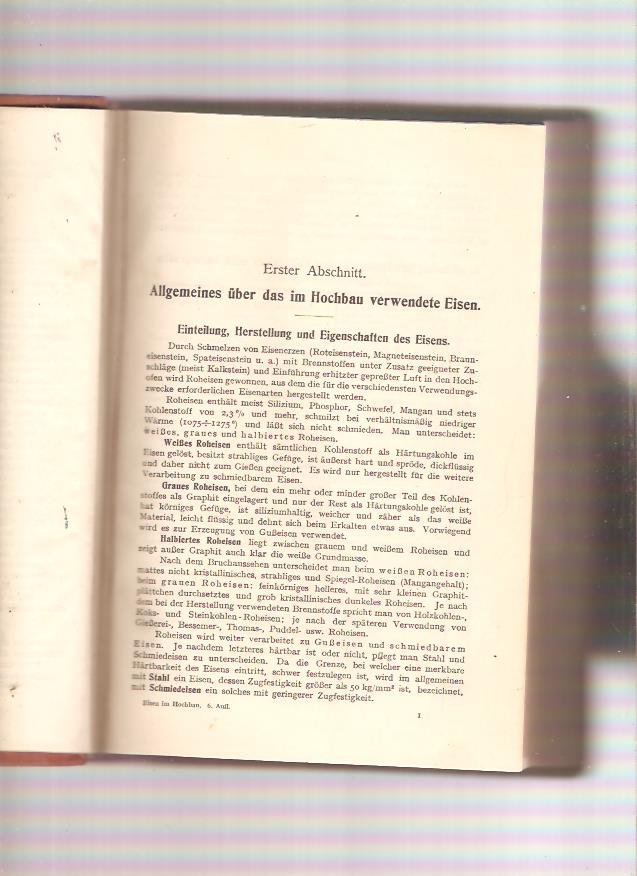 Erster Abschnitt.
Allgemeines über das im Hochbau verwendete Eisen.
Einteilung, Herstellung und Eigenschaften des Eisens.
Durch Schmelzen von Eisenerzen (Roteisenstein, Magneteisenstein, Braun-
eisenstein, Spateisenstein u. a.) mit Brennstoffen unter Zusatz geeigneter Zu-
schläge (meist Kalkstein) und Einführung erhitzter gepreßter Luft in den Hoch-
ofen wird Roheisen gewonnen, aus dem die für die verschiedensten Verwendungs-
zwecke erforderlichen Eisenarten hergestellt werden.
Roheisen enthält meist Silizium, Phosphor, Schwefel, Mangan und stets
Kohlenstoff von 2,3 % und mehr, schmilzt bei verhältnismäßig niedriger
Wärme (1075÷1275°) und läßt sich nicht schmieden. Man unterscheidet:
weißes, graues und halbiertes Roheisen.
Weißes Roheisen enthält sämtlichen Kohlenstoff als Härtungskohle im
Eisen gelöst, besitzt strahliges Gefüge, ist äußerst hart und spröde, dickflüssig
und daher nicht zum Gießen geeignet. Es wird nur hergestellt für die weitere
Verarbeitung zu schmiedbarem Eisen.
Graues Roheisen, bei dem ein mehr oder minder großer Teil des Kohlen-
stoffes als Graphit eingelagert und nur der Rest als Härtungskohle gelöst ist,
hat körniges Gefüge, ist siliziumhaltig, weicher und zäher als das weiße
Material, leicht flüssig und dehnt sich beim Erkalten etwas aus. Vorwiegend
wird es zur Erzeugung von Gußeisen verwendet.
Halbiertes Roheisen liegt zwischen grauem und weißem Roheisen und
zeigt außer Graphit auch klar die weiße Grundmasse.
Nach dem Bruchaussehen unterscheidet man beim weißen Roheisen:
mattes nicht kristallinisches, strahliges und Spiegel-Roheisen (Mangangehalt);
beim grauen Roheisen: feinkörniges helleres, mit sehr kleinen Graphit-
plättchen durchsetztes und grob kristallinisches dunkeles Roheisen. Je nach
dem bei der Herstellung verwendeten Brennstoffe spricht man von Holzkohlen-,
Koks- und Steinkohlen-Roheisen; je nach der späteren Verwendung von
Gießerei-, Bessemer-, Thomas-, Puddel- usw. Roheisen.
Roheisen wird weiter verarbeitet zu Gußeisen und schmiedbarem
Eisen. Je nachdem letzteres härtbar ist oder nicht, pflegt man Stahl und
Schmiedeisen zu unterscheiden. Da die Grenze, bei welcher eine merkbare
Härtbarkeit des Eisens eintritt, schwer festzulegen ist, wird im allgemeinen
mit Stahl ein Eisen, dessen Zugfestigkeit größer als 50 kg/mm² ist, bezeichnet,
mit Schmiedeisen ein solches mit geringerer Zugfestigkeit.
Eisen im Hochbau, 6. Aufl.
1